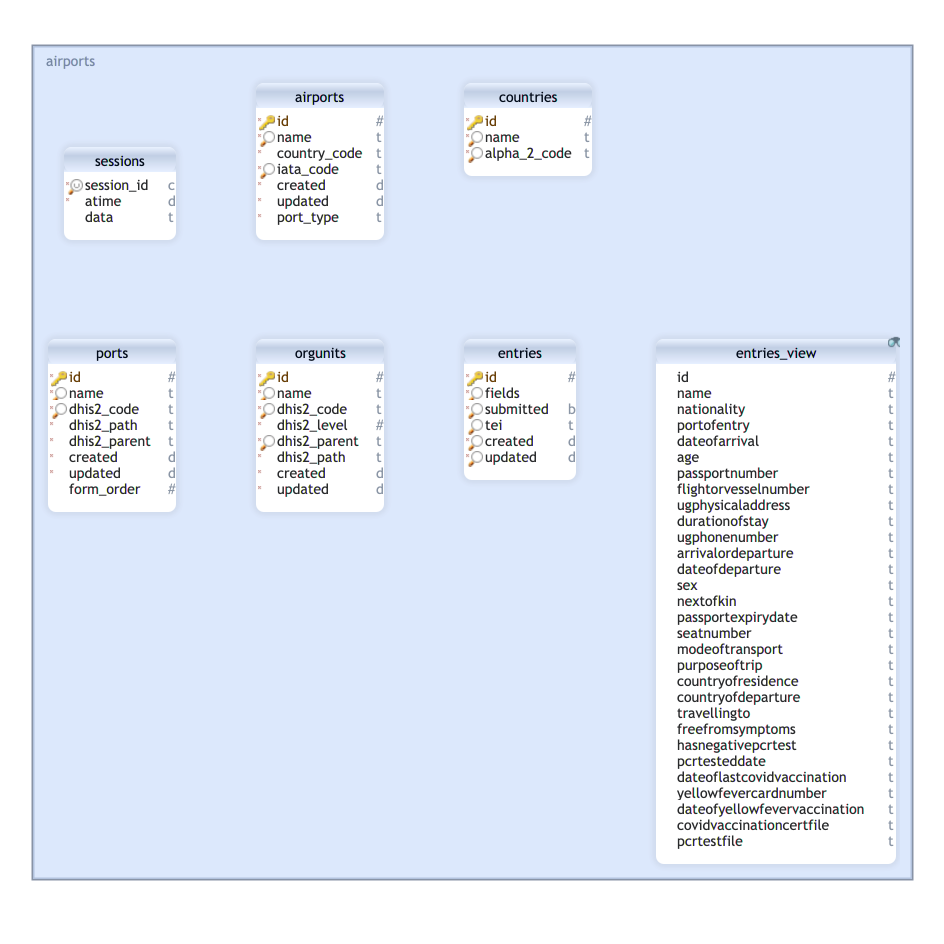 airports
airports
id #
name t
country_code t
iata_code t
created d
updated d
port_type t
countries
id #
name t
alpha_2_code t
sessions
session_id c
atime d
data t
ports
id #
name t
dhis2_code t
dhis2_path t
dhis2_parent t
created d
updated d
form_order #
orgunits
id #
name t
dhis2_code t
dhis2_level #
dhis2_parent t
dhis2_path t
created d
updated d
entries
id #
fields
submitted b
tei t
created d
updated d
entries_view
id #
name t
nationality t
portofentry t
dateofarrival t
age t
passportnumber t
flightorvesselnumber t
ugphysicaladdress t
durationofstay t
ugphonenumber t
arrivalordeparture t
dateofdeparture t
sex t
nextofkin t
passportexpirydate t
seatnumber t
modeoftransport t
purposeoftrip t
countryofresidence t
countryofdeparture t
travellingto t
freefromsymptoms t
hasnegativepcrtest t
pcrtesteddate t
dateoflastcovidvaccination t
yellowfevercardnumber t
dateofyellowfevervaccination t
covidvaccinationcertfile t
pcrtestfile t